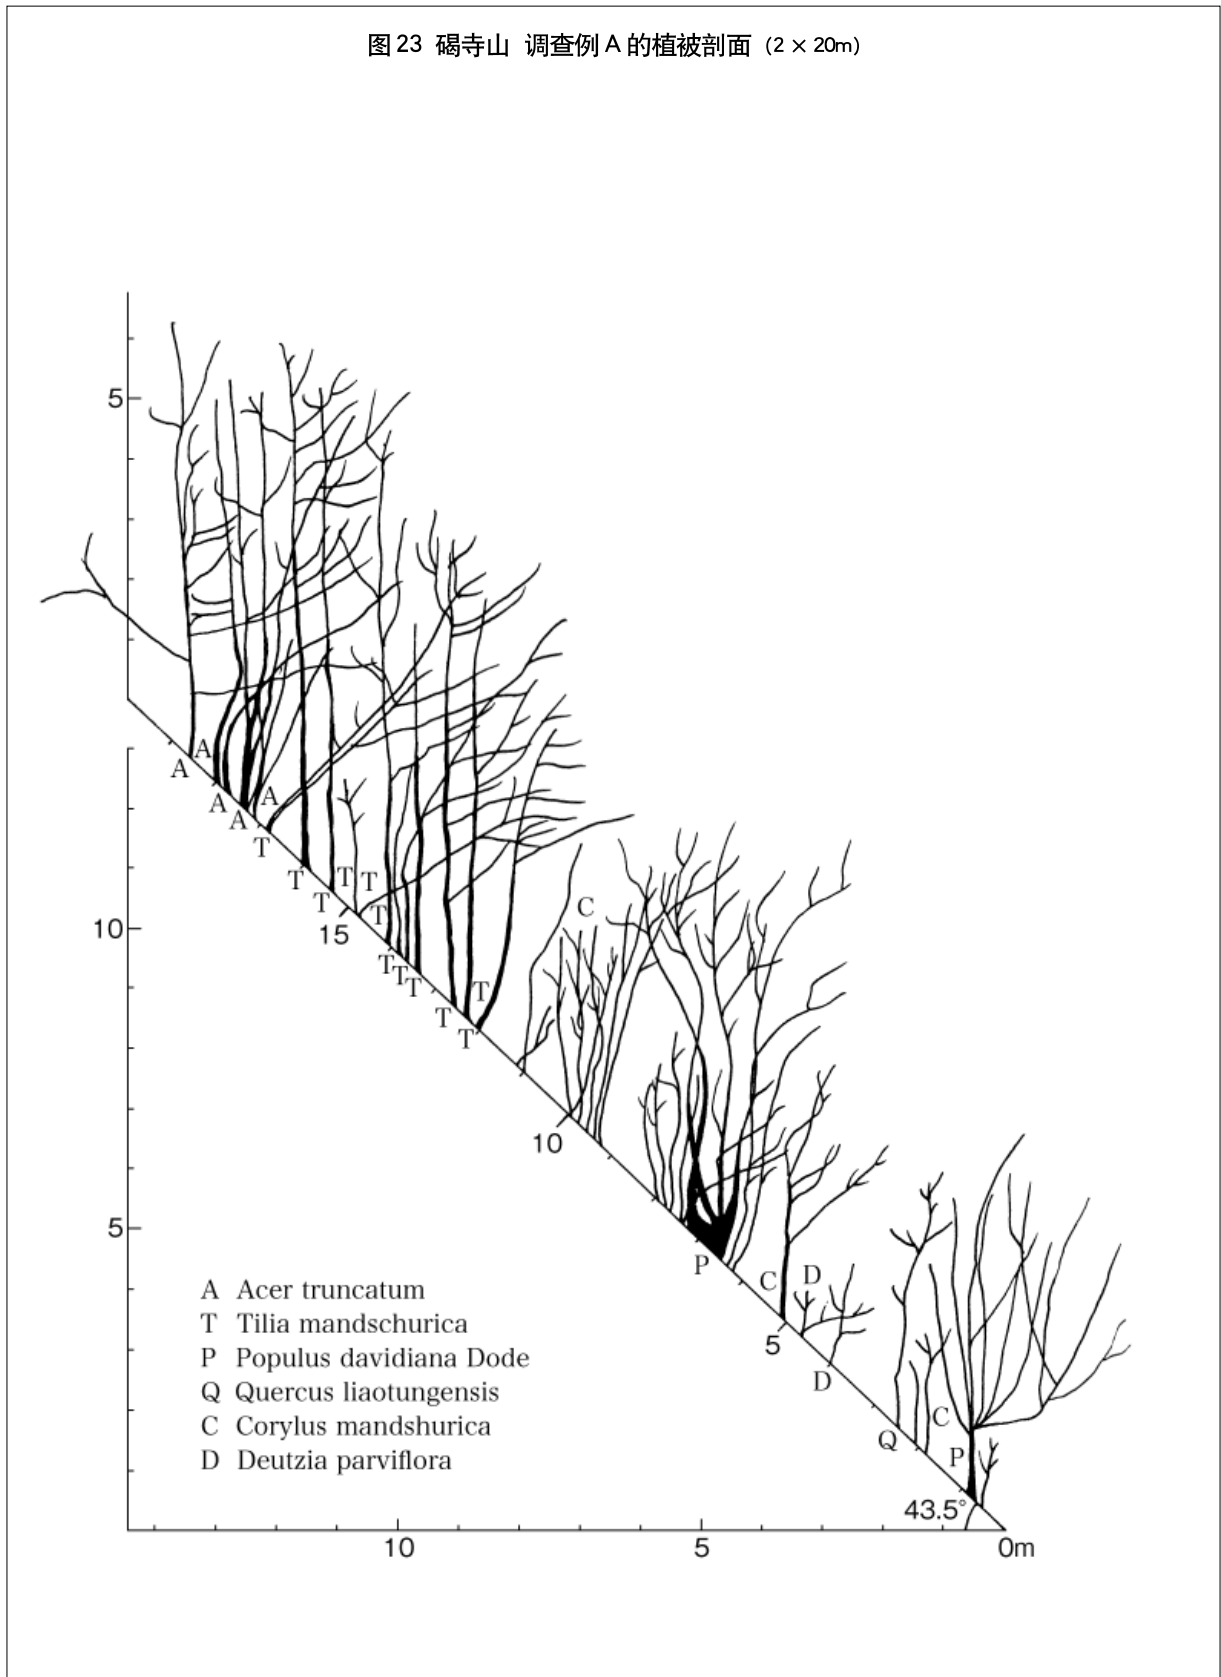 图23 碣寺山 调查例A的植被剖面（2 × 20m）
5
A
A
A
A
A
T
T
T
T
T
T
10
15
C
T
T
T
T
T
T
10
5
P
C
D
5
D
A Acer truncatum
T Tilia mandschurica
P Populus davidiana Dode
Q Quercus liaotungensis
C Corylus mandshurica
D Deutzia parviflora
C
Q
P
43.5°
10
5
0m